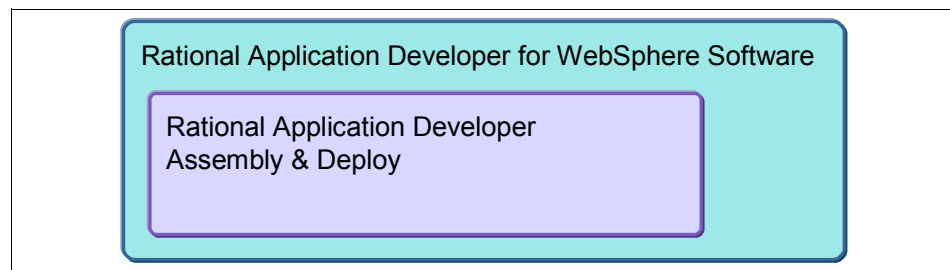 Rational Application Developer for WebSphere Software
Rational Application Developer
Assembly & Deploy